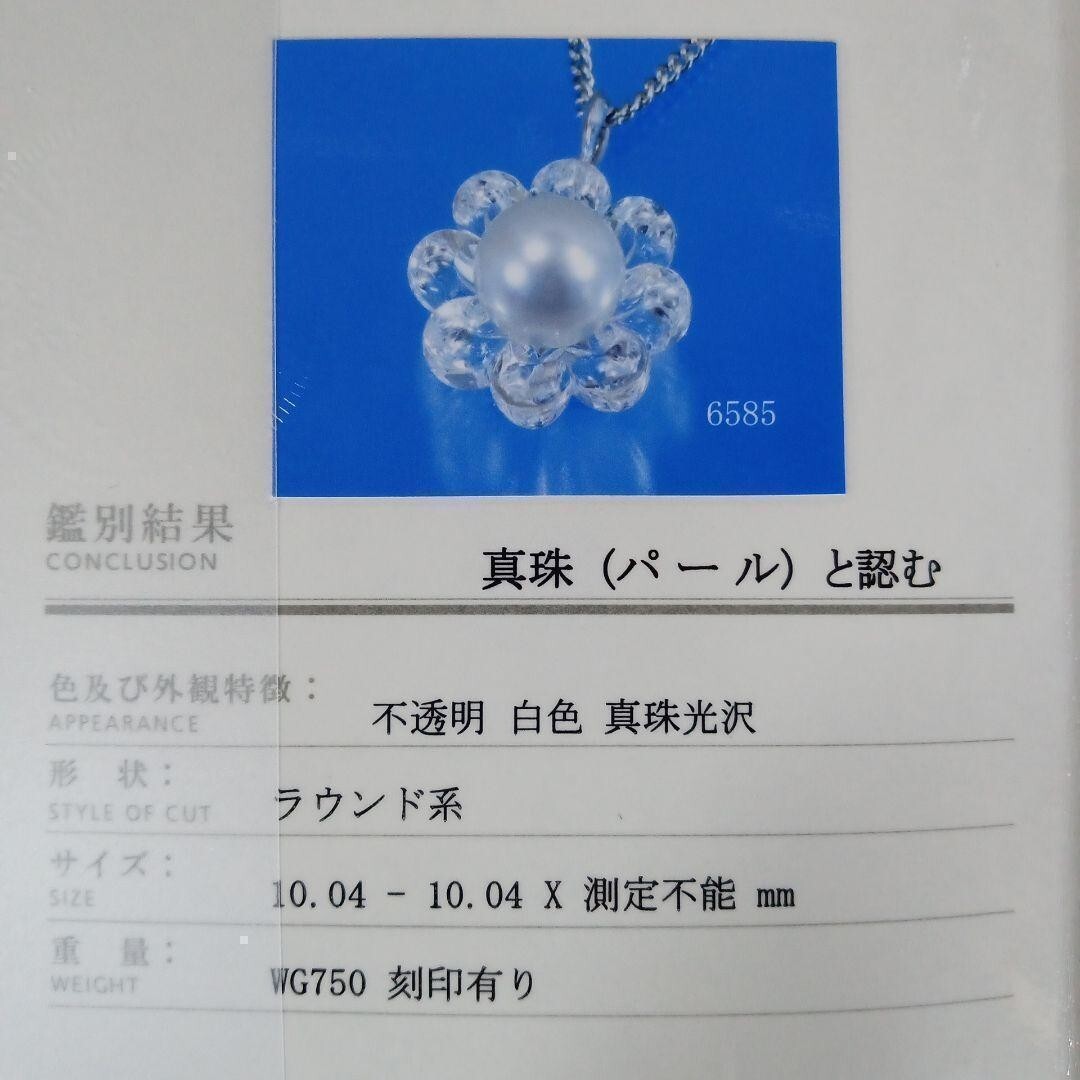 6585
鑑別結果
CONCLUSION
真珠 (パール) と認む
色及び外観特徴：
APPEARANCE
不透明 白色 真珠光沢
形　状：
STYLE OF CUT
ラウンド系
サイズ：
SIZE
10.04 - 10.04 X 測定不能 mm
重　量：
WEIGHT
WG750 刻印有り